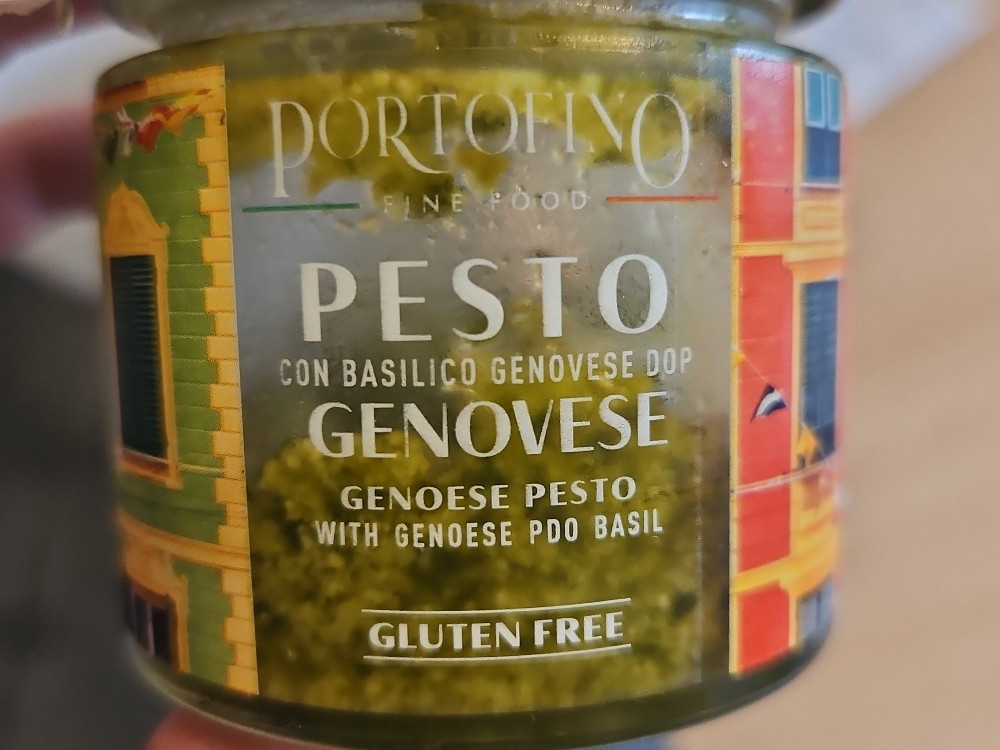 PORTOFINO
FINE FOOD
PESTO
CON BASILICO GENOVESE DOP
GENOVESE
GENOESE PESTO
WITH GENOESE PDO BASIL
GLUTEN FREE